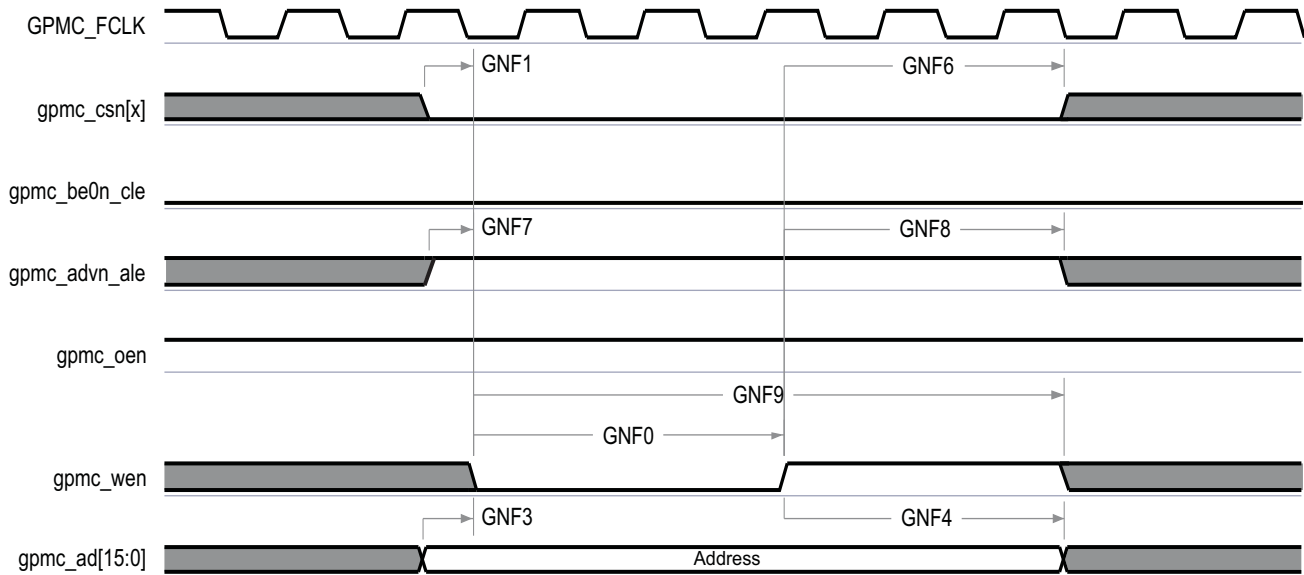 GPMC_FCLK
GNF1
GNF6
gpmc_csn[x]
gpmc_be0n_cle
GNF7
GNF8
gpmc_advn_ale
gpmc_oen
GNF9
GNF0
gpmc_wen
GNF3
GNF4
gpmc_ad[15:0]
Address